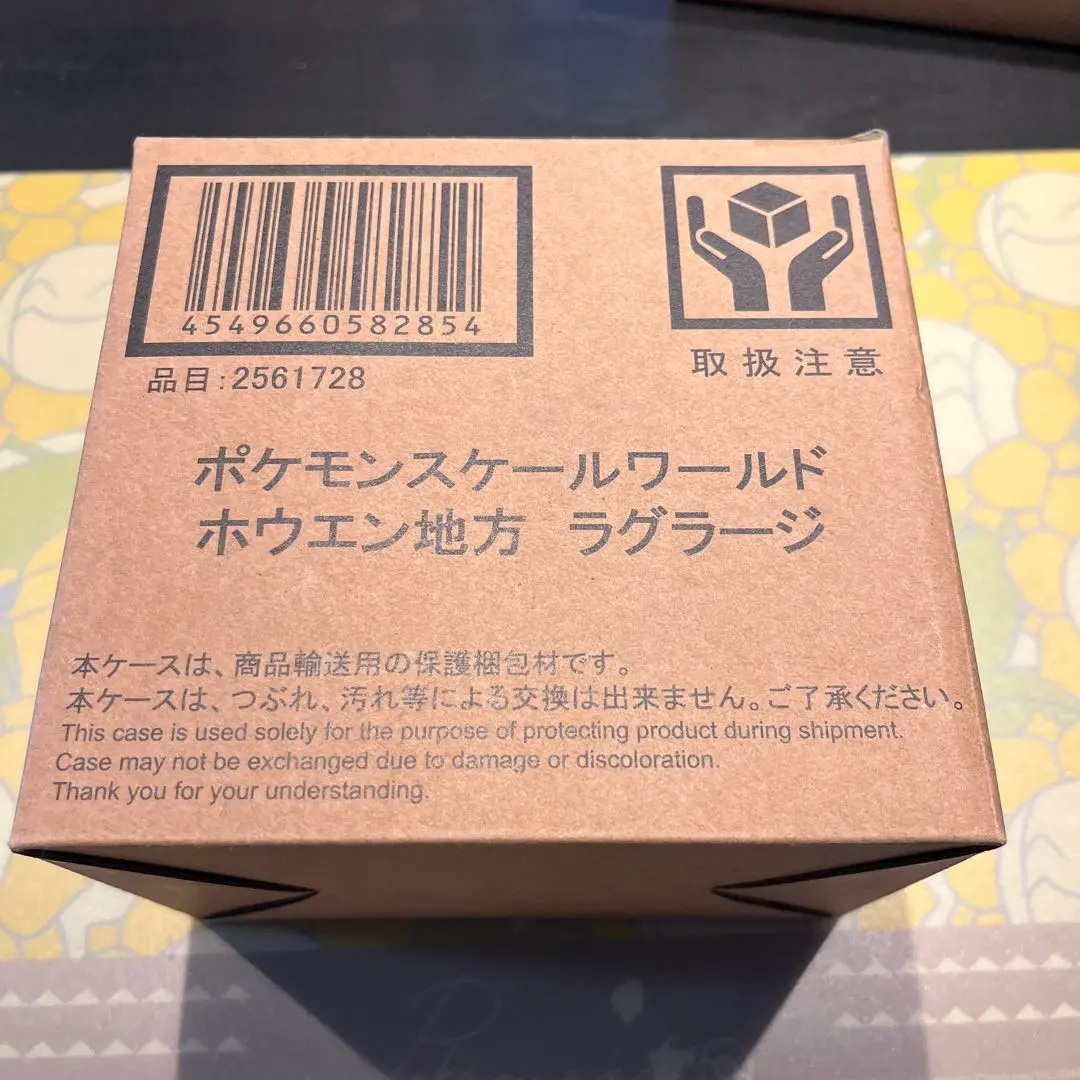 4549660582854
品目:2561728
取扱注意
ポケモンスケールワールド
ホウエン地方 ラグラージ
本ケースは、商品輸送用の保護梱包材です。
本ケースは、つぶれ、汚れ等による交換は出来ません。ご了承ください。
This case is used solely for the purpose of protecting product during shipment.
Case may not be exchanged due to damage or discoloration.
Thank you for your understanding.